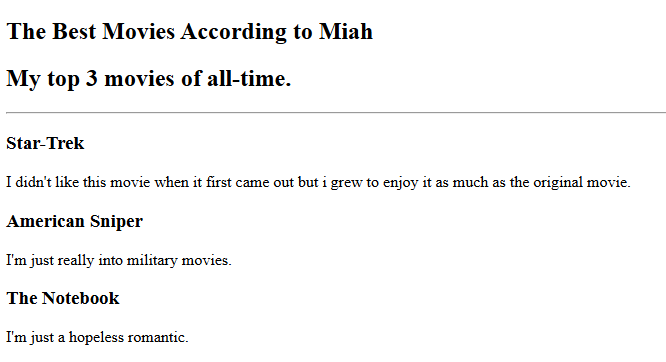 The Best Movies According to Miah
My top 3 movies of all-time.
Star-Trek
I didn't like this movie when it first came out but i grew to enjoy it as much as the original movie.
American Sniper
I'm just really into military movies.
The Notebook
I'm just a hopeless romantic.